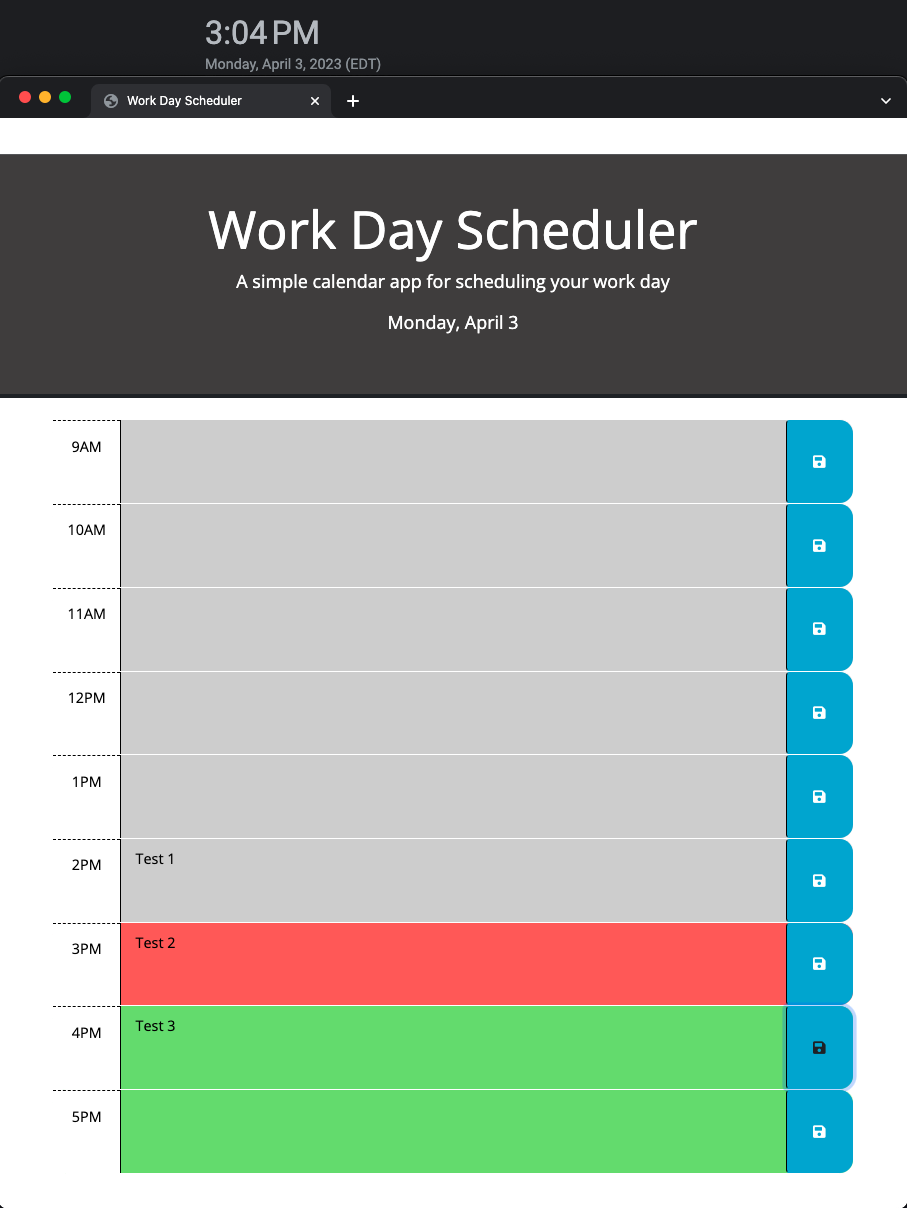 3:04 PM
Monday, April 3, 2023 (EDT)
Work Day Scheduler
Work Day Scheduler
A simple calendar app for scheduling your work day
Monday, April 3
9AM
10AM
11AM
12PM
1PM
2PM Test 1
3PM Test 2
4PM Test 3
5PM